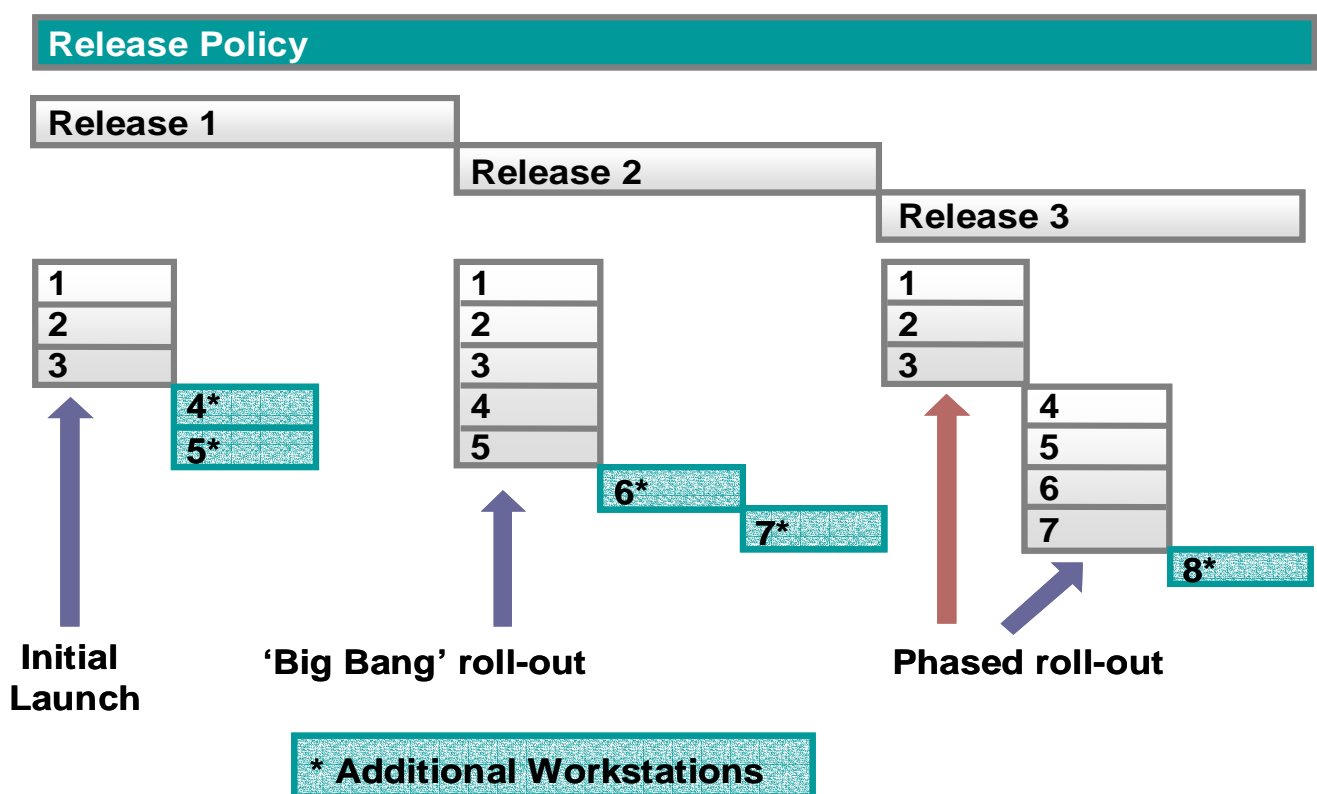 Release Policy
Release 1
Release 2
Release 3
1
2
3
4*
5*
1
2
3
4
5
6*
7*
1
2
3
4
5
6
7
8*
Initial
Launch
‘Big Bang’ roll-out
Phased roll-out
* Additional Workstations